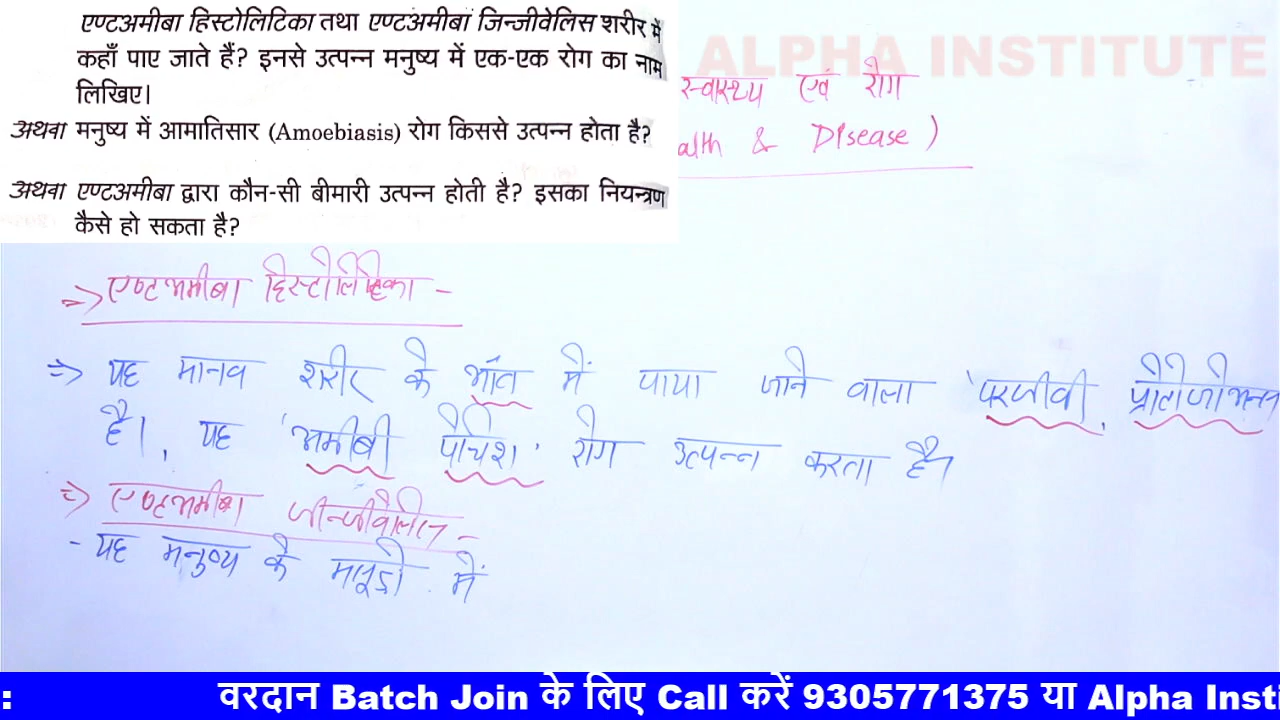 एण्टअमीबा हिस्टोलिटिका तथा एण्टअमीबा जिन्जीवेलिस शरीर में
कहाँ पाए जाते हैं? इनसे उत्पन्न मनुष्य में एक-एक रोग का नाम
लिखिए।
अथवा मनुष्य में आमातिसार (Amoebiasis) रोग किससे उत्पन्न होता है?
अथवा एण्टअमीबा द्वारा कौन-सी बीमारी उत्पन्न होती है? इसका नियन्त्रण
कैसे हो सकता है?
ALPHA INSTITUTE
स्वास्थ्य एवं रोग
alth & Disease )
=> एण्टअमीबा हिस्टोलिटिका -
=> यह मानव शरीर के आँत में पाया जाने वाला 'परजीवी, प्रोटोजोअन्स
है।, यह 'अमीबी पेचिश' रोग उत्पन्न करता है।
=> एण्टअमीबा जीन्जीवैलिस -
- यह मनुष्य के मसूड़ो में
: वरदान Batch Join के लिए Call करें 9305771375 या Alpha Insti